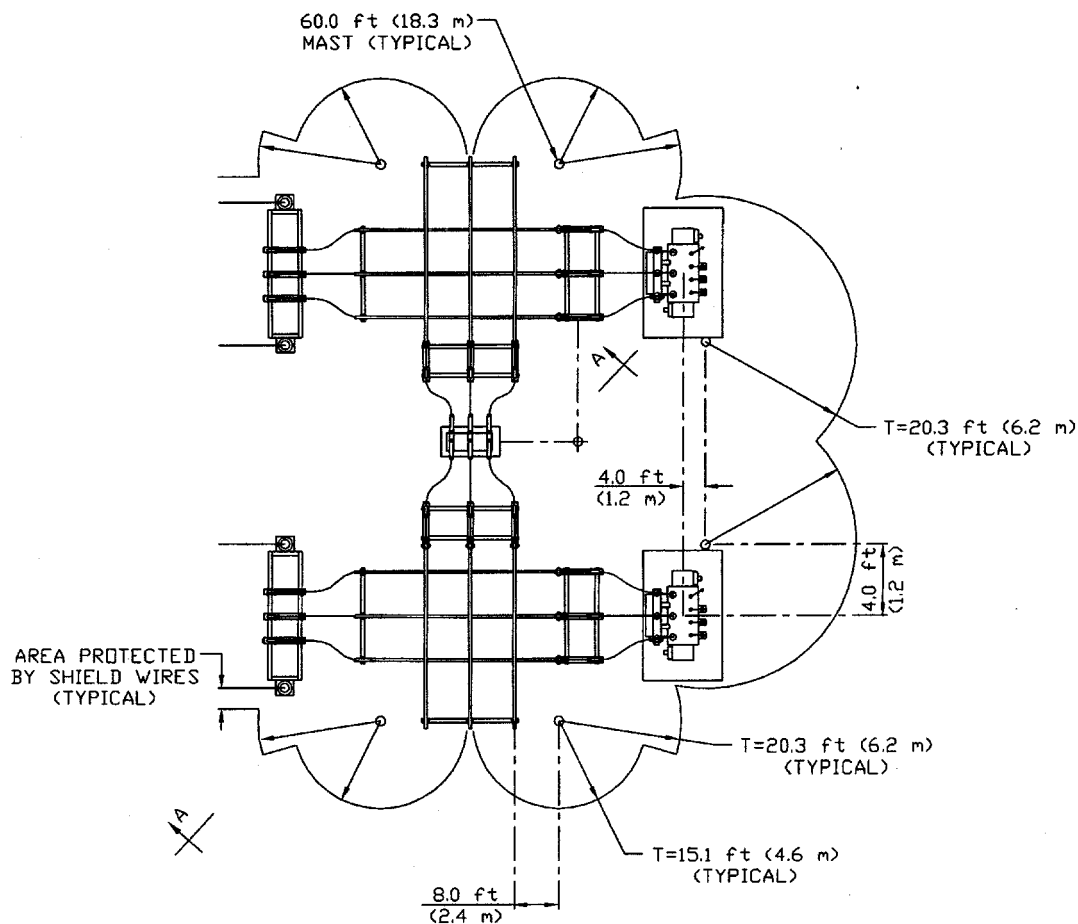 60.0 ft (18.3 m)
MAST (TYPICAL)
A
T=20.3 ft (6.2 m)
(TYPICAL)
4.0 ft
(1.2 m)
4.0 ft
(1.2 m)
AREA PROTECTED
BY SHIELD WIRES
(TYPICAL)
T=20.3 ft (6.2 m)
(TYPICAL)
A
T=15.1 ft (4.6 m)
(TYPICAL)
8.0 ft
(2.4 m)